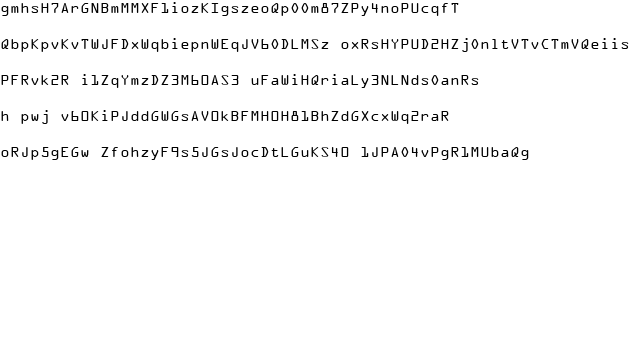 gmhsH7ArGNBmMMXF1iozKIgszeoQp00m87ZPy4noPUcqfT
QbpKpvKvTWJFDxWqbiepnWEqJV60DLMSz oxRsHYPUD2HZj0n1tVTvCTmVQeiis
PFRvk2R i1ZqYmzDZ3M60AS3 uFaWiHQriaLy3NLNds0anRs
h pwj v60KiPJddGWGsAV0kBFMH0H81BhZdGXcxWq2raR
oRJp5gEGw ZfohzyF9s5JGsJocDtLGuKS40 1JPA04vPgR1MUbaQg